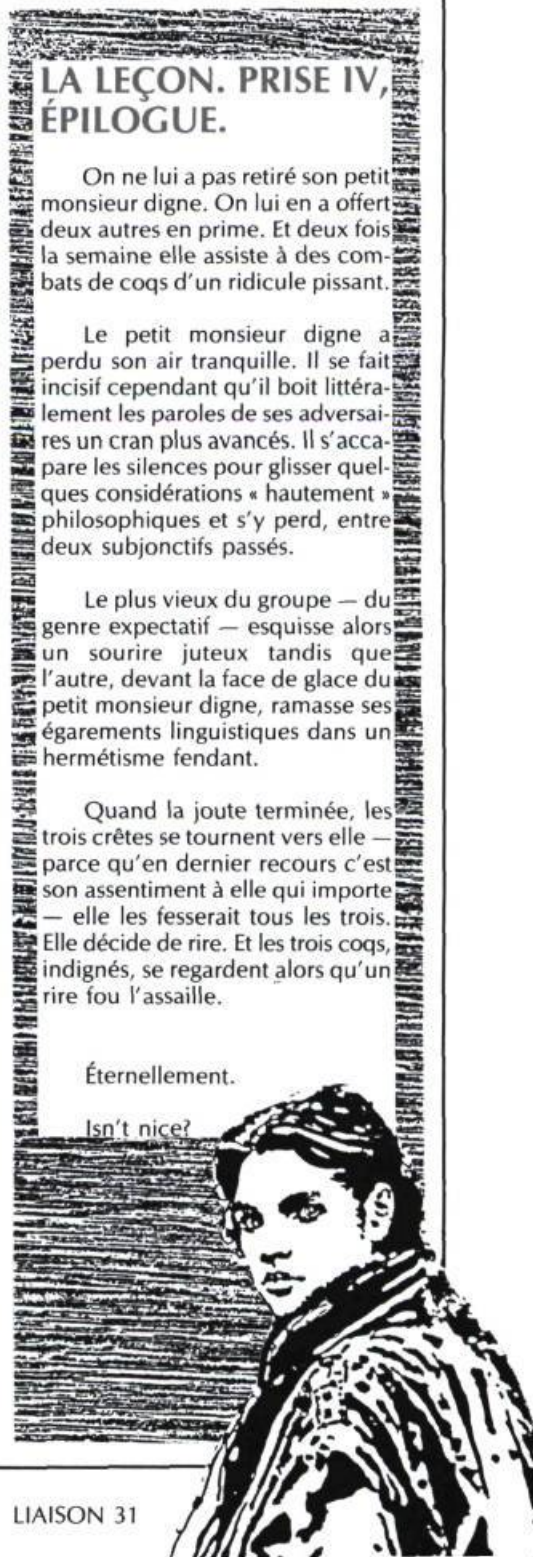 LA LEÇON. PRISE IV,
ÉPILOGUE.
On ne lui a pas retiré son petit
monsieur digne. On lui en a offert
deux autres en prime. Et deux fois
la semaine elle assiste à des com-
bats de coqs d'un ridicule pissant.
Le petit monsieur digne a
perdu son air tranquille. Il se fait
incisif cependant qu'il boit littéra-
lement les paroles de ses adversai-
res un cran plus avancés. Il s'acca-
pare les silences pour glisser quel-
ques considérations « hautement »
philosophiques et s'y perd, entre
deux subjonctifs passés.
Le plus vieux du groupe — du
genre expectatif — esquisse alors
un sourire juteux tandis que
l'autre, devant la face de glace du
petit monsieur digne, ramasse ses
égarements linguistiques dans un
hermétisme fendant.
Quand la joute terminée, les
trois crêtes se tournent vers elle —
parce qu'en dernier recours c'est
son assentiment à elle qui importe
— elle les fesserait tous les trois.
Elle décide de rire. Et les trois coqs,
indignés, se regardent alors qu'un
rire fou l'assaille.
Éternellement.
Isn't nice?
LIAISON 31